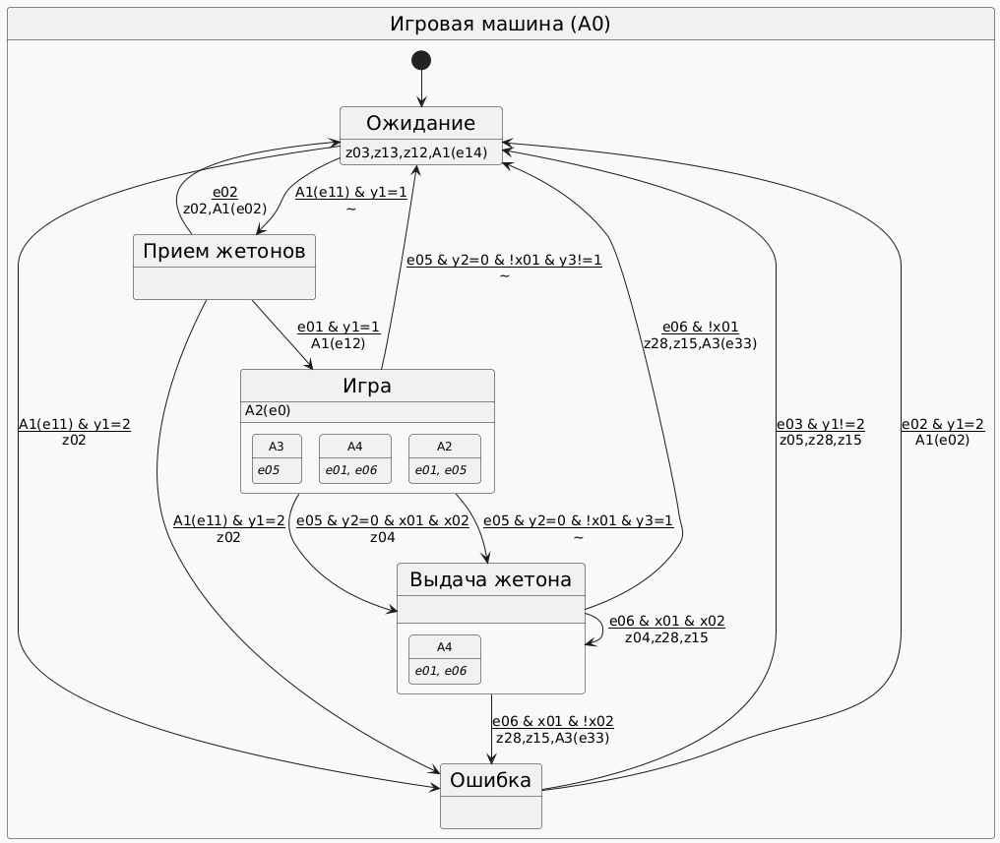 Игровая машина (A0)
Ожидание
z03,z13,z12,A1(e14)
e02
z02,A1(e02)
A1(e11) & y1=1
~
Прием жетонов
e05 & y2=0 & !x01 & y3!=1
~
e01 & y1=1
A1(e12)
e06 & !x01
z28,z15,A3(e33)
Игра
A2(e0)
A3
e05
A4
e01, e06
A2
e01, e05
A1(e11) & y1=2
z02
e03 & y1!=2
z05,z28,z15
e02 & y1=2
A1(e02)
A1(e11) & y1=2
z02
e05 & y2=0 & x01 & x02
z04
e05 & y2=0 & !x01 & y3=1
~
Выдача жетона
A4
e01, e06
e06 & x01 & x02
z04,z28,z15
e06 & x01 & !x02
z28,z15,A3(e33)
Ошибка